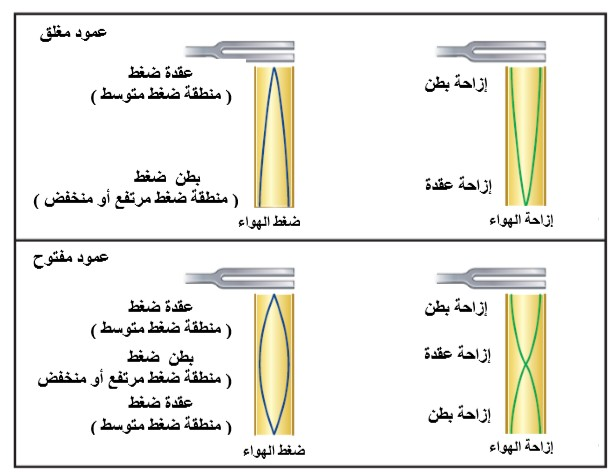 عمود مغلق
إزاحة بطن
إزاحة عقدة
إزاحة الهواء
عقدة ضغط
( منطقة ضغط متوسط )
بطن ضغط
( منطقة ضغط مرتفع أو منخفض )
ضغط الهواء
عمود مفتوح
إزاحة بطن
إزاحة عقدة
إزاحة بطن
إزاحة الهواء
عقدة ضغط
( منطقة ضغط متوسط )
بطن ضغط
( منطقة ضغط مرتفع أو منخفض
عقدة ضغط
( منطقة ضغط متوسط )
ضغط الهواء